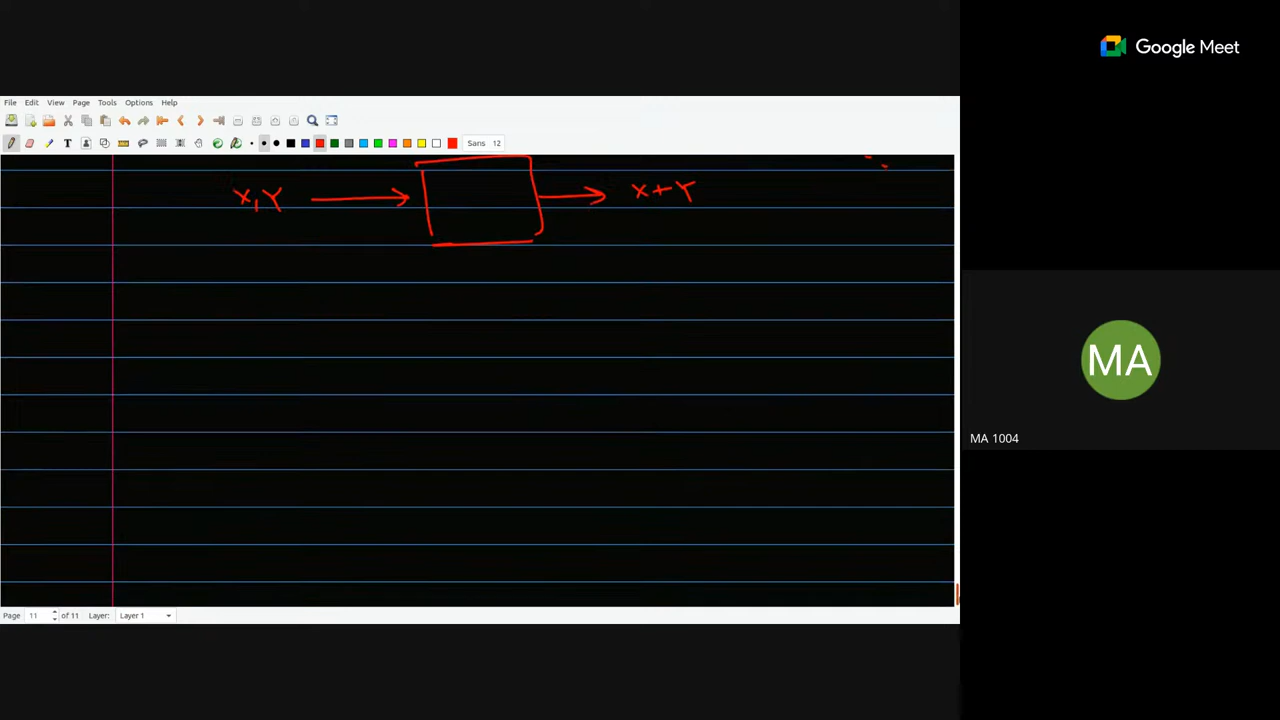 Google Meet
File Edit View Page Tools Options Help
Sans 12
X, Y → → X + Y
MA
MA 1004
Page 11 of 11 Layer: Layer 1